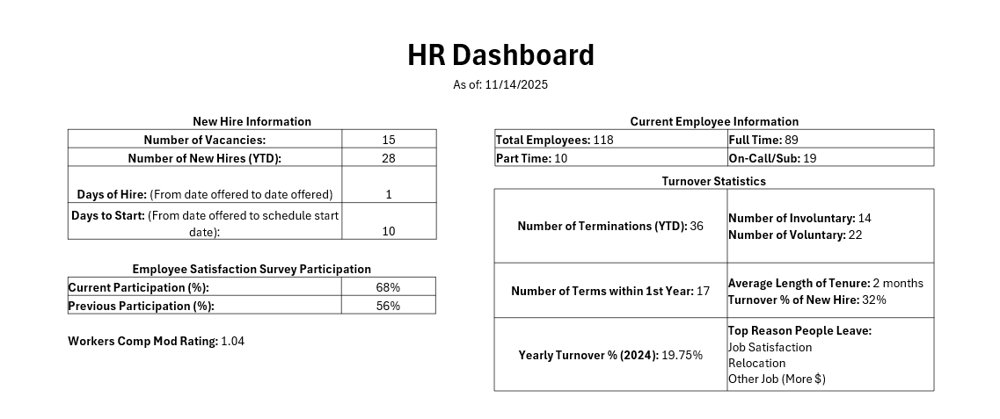 HR Dashboard
As of: 11/14/2025
New Hire Information
Number of Vacancies: 15
Number of New Hires (YTD): 28
Days of Hire: (From date offered to date offered) 1
Days to Start: (From date offered to schedule start
date): 10
Employee Satisfaction Survey Participation
Current Participation (%): 68%
Previous Participation (%): 56%
Workers Comp Mod Rating: 1.04
Current Employee Information
Total Employees: 118 Full Time: 89
Part Time: 10 On-Call/Sub: 19
Turnover Statistics
Number of Terminations (YTD): 36
Number of Involuntary: 14
Number of Voluntary: 22
Number of Terms within 1st Year: 17
Average Length of Tenure: 2 months
Turnover % of New Hire: 32%
Yearly Turnover % (2024): 19.75%
Top Reason People Leave:
Job Satisfaction
Relocation
Other Job (More $)